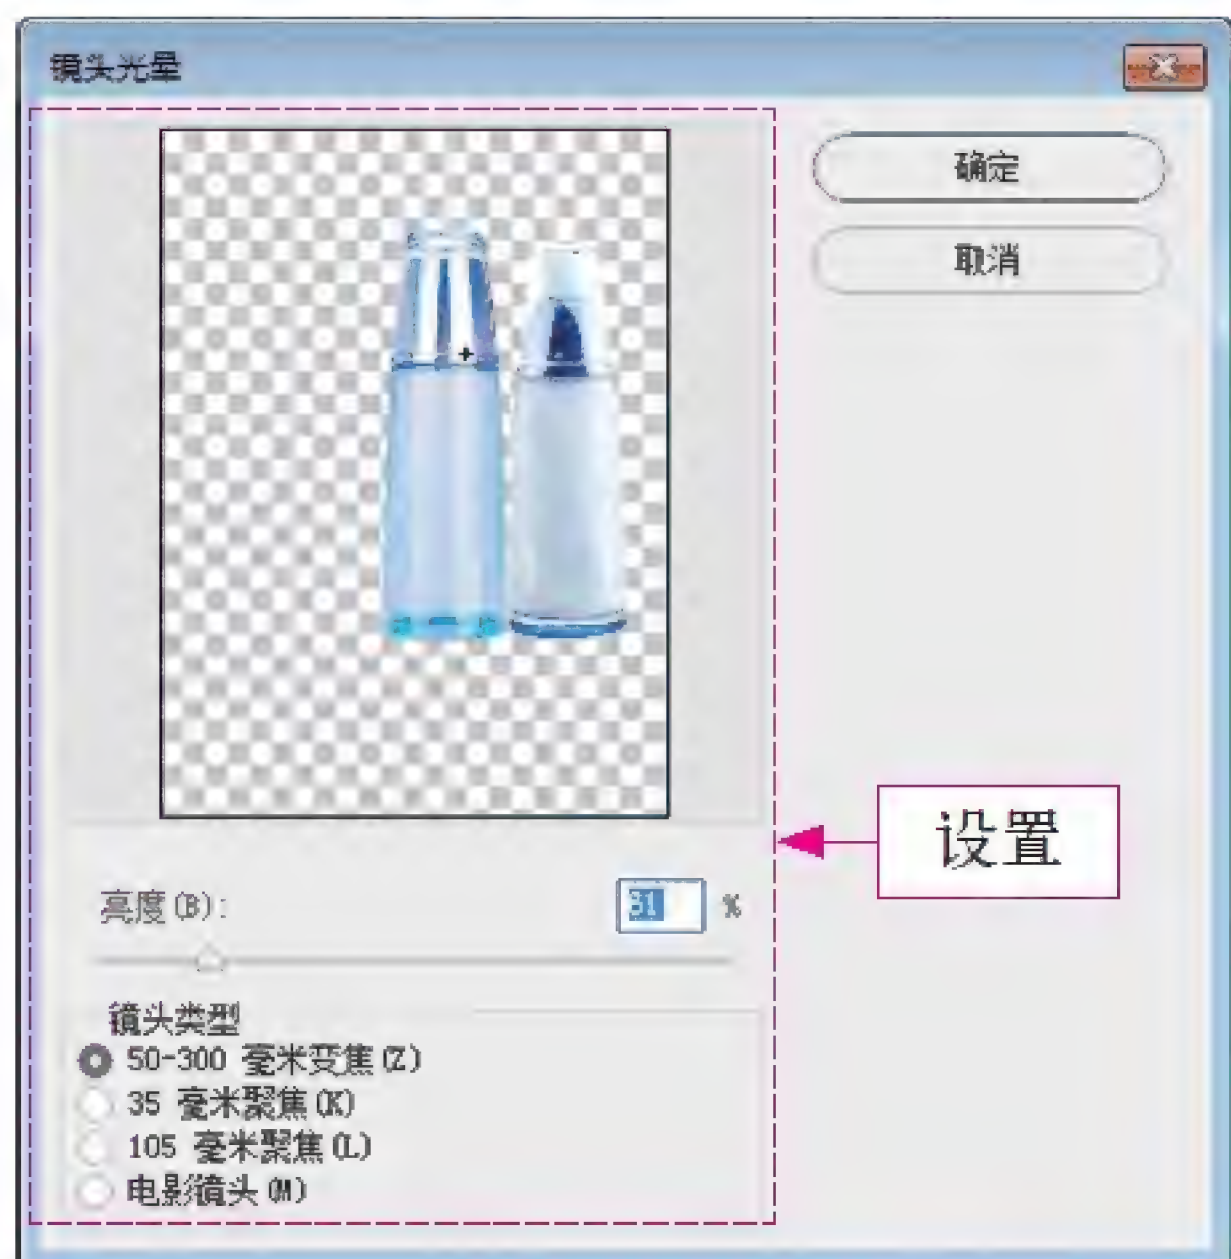 镜头光晕
确定
取消
设置
亮度(B):
31 %
镜头类型
50-300 毫米变焦(Z)
35 毫米聚焦(K)
105 毫米聚焦(L)
电影镜头(M)